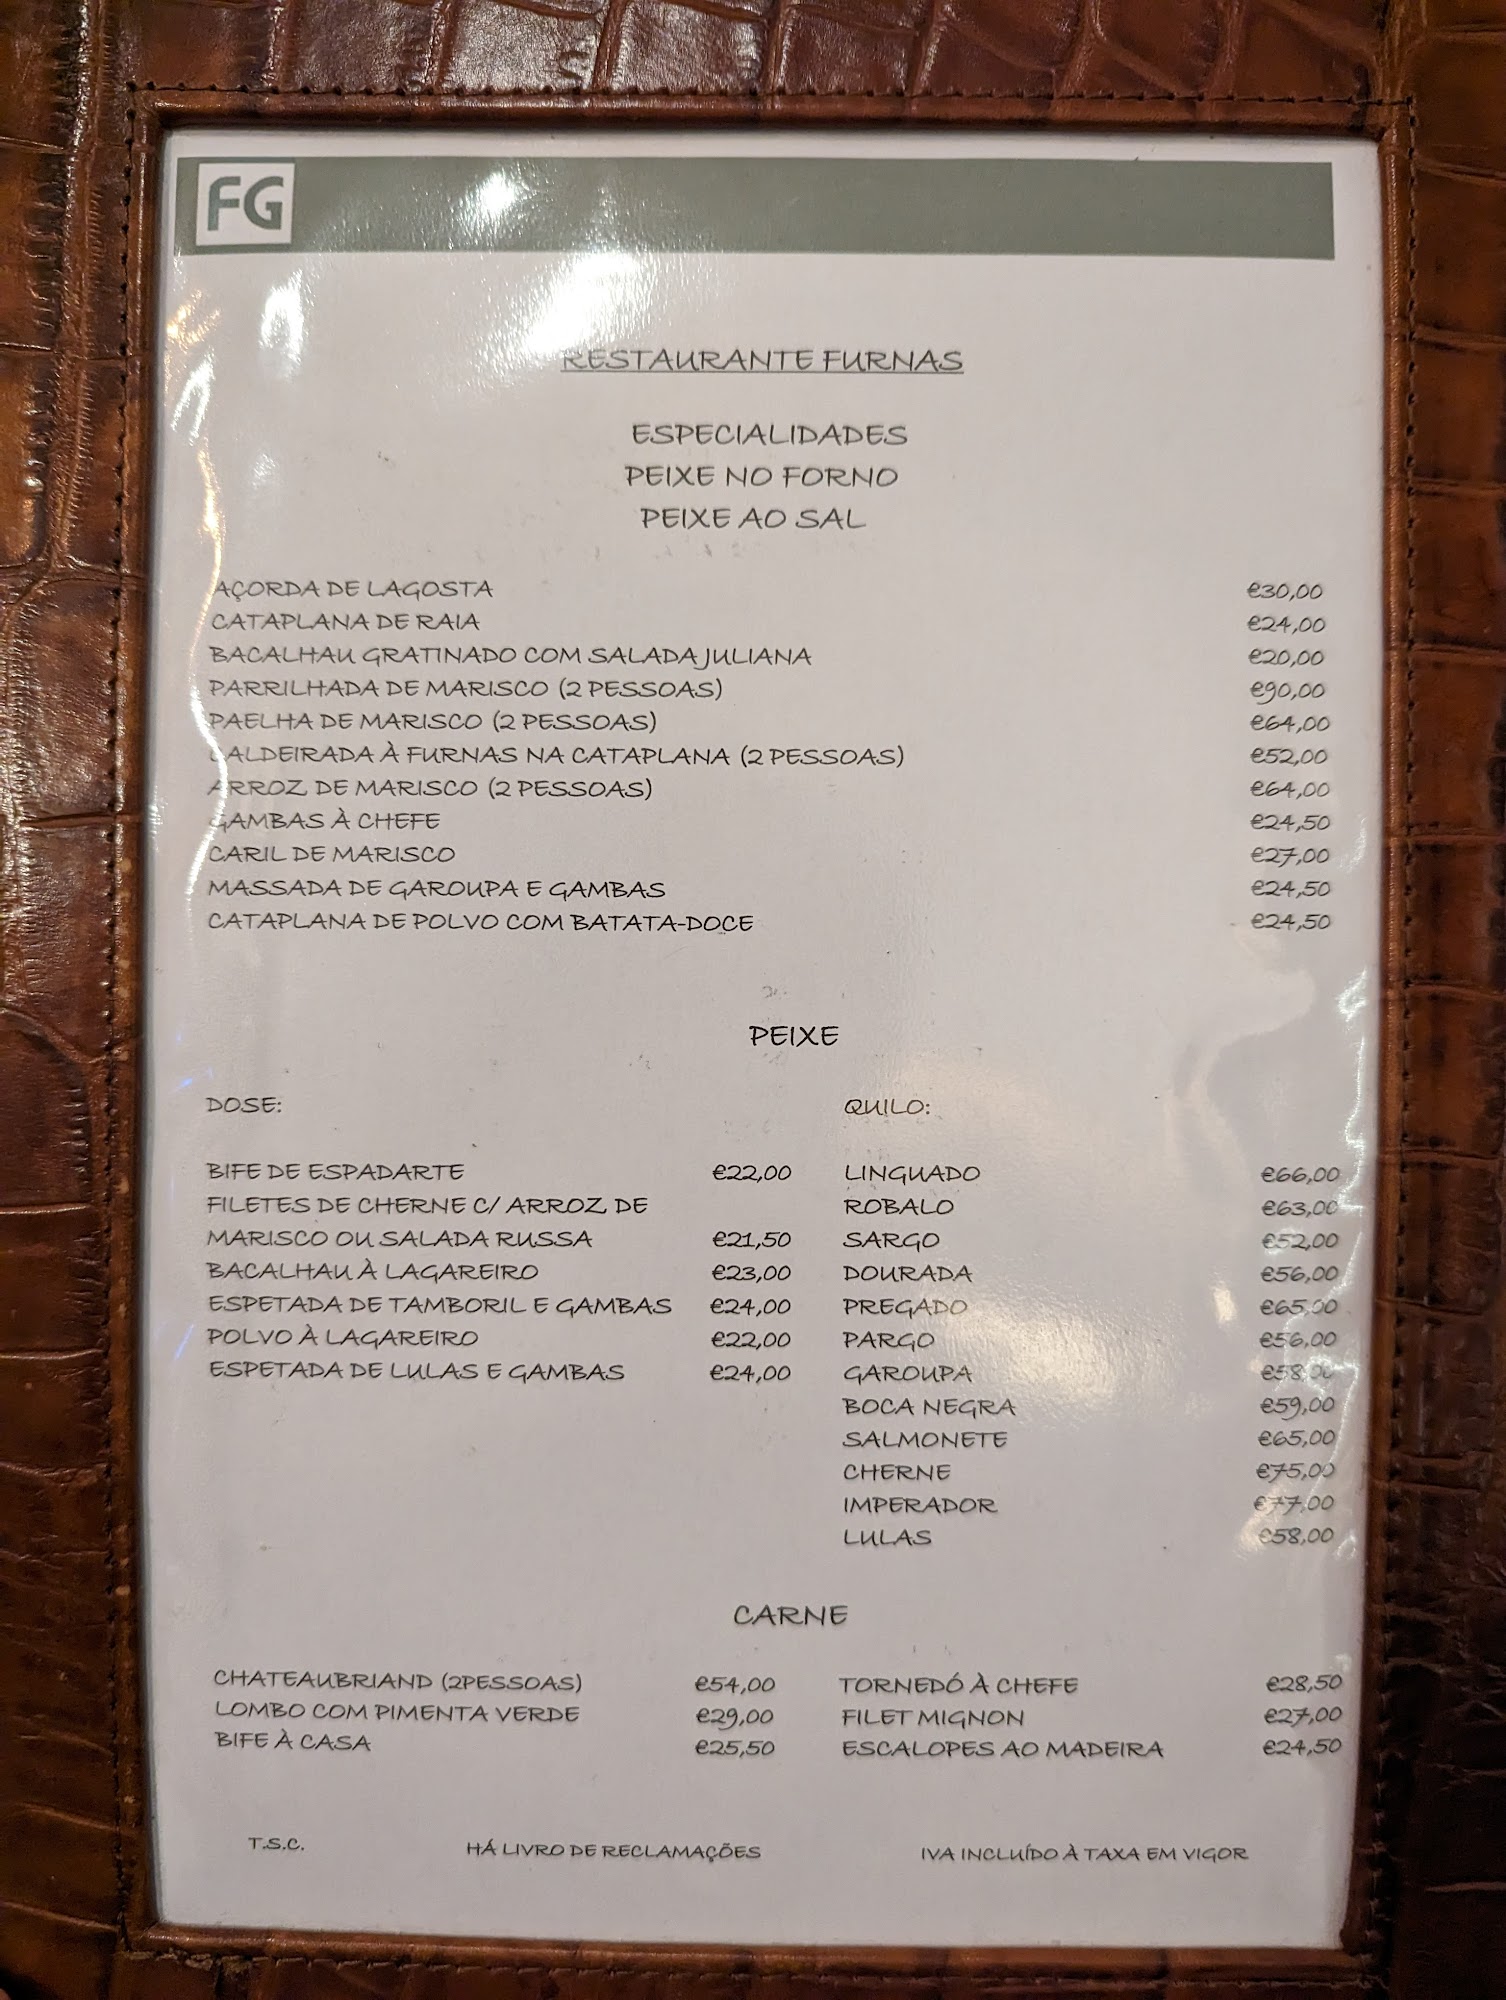 FG
RESTAURANTE FURNAS
ESPECIALIDADES
PEIXE NO FORNO
PEIXE AO SAL
AÇORDA DE LAGOSTA €30,00
CATAPLANA DE RAIA €24,00
BACALHAU GRATINADO COM SALADA JULIANA €20,00
PARRILHADA DE MARISCO (2 PESSOAS) €90,00
PAELHA DE MARISCO (2 PESSOAS) €64,00
CALDEIRADA À FURNAS NA CATAPLANA (2 PESSOAS) €52,00
ARROZ DE MARISCO (2 PESSOAS) €64,00
GAMBAS À CHEFE €24,50
CARIL DE MARISCO €27,00
MASSADA DE GAROUPA E GAMBAS €24,50
CATAPLANA DE POLVO COM BATATA-DOCE €24,50
PEIXE
DOSE:
BIFE DE ESPADARTE €22,00
FILETES DE CHERNE C/ ARROZ DE
MARISCO OU SALADA RUSSA €21,50
BACALHAU À LAGAREIRO €23,00
ESPETADA DE TAMBORIL E GAMBAS €24,00
POLVO À LAGAREIRO €22,00
ESPETADA DE LULAS E GAMBAS €24,00
QUILO:
LINGUADO €66,00
ROBALO €63,00
SARGO €52,00
DOURADA €56,00
PREGADO €65,00
PARGO €56,00
GAROUPA €58,00
BOCA NEGRA €59,00
SALMONETE €65,00
CHERNE €75,00
IMPERADOR €77,00
LULAS €58,00
CARNE
CHATEAUBRIAND (2PESSOAS) €54,00
LOMBO COM PIMENTA VERDE €29,00
BIFE À CASA €25,50
TORNEDÓ À CHEFE €28,50
FILET MIGNON €27,00
ESCALOPES AO MADEIRA €24,50
T.S.C. HÁ LIVRO DE RECLAMAÇÕES IVA INCLUÍDO À TAXA EM VIGOR